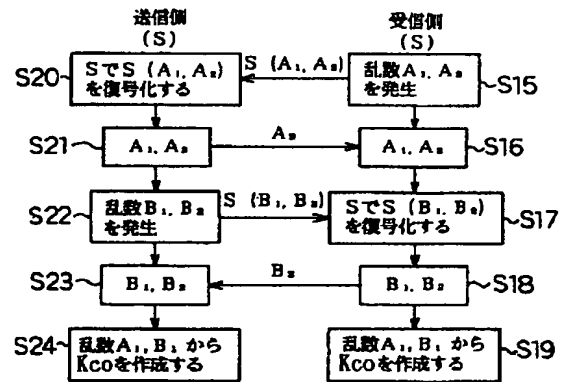 送信側
(S)
受信側
(S)
S20
SでS (A₁, A₂)
を復号化する
S (A₁, A₂)
乱数A₁, A₂
を発生
S15
S21
A₁, A₂
A₂
A₁, A₂
S16
S22
乱数B₁, B₂
を発生
S (B₁, B₂)
SでS (B₁, B₂)
を復号化する
S17
S23
B₁, B₂
B₂
B₁, B₂
S18
S24
乱数A₁, B₁ から
Kcoを作成する
乱数A₁, B₁ から
Kcoを作成する
S19